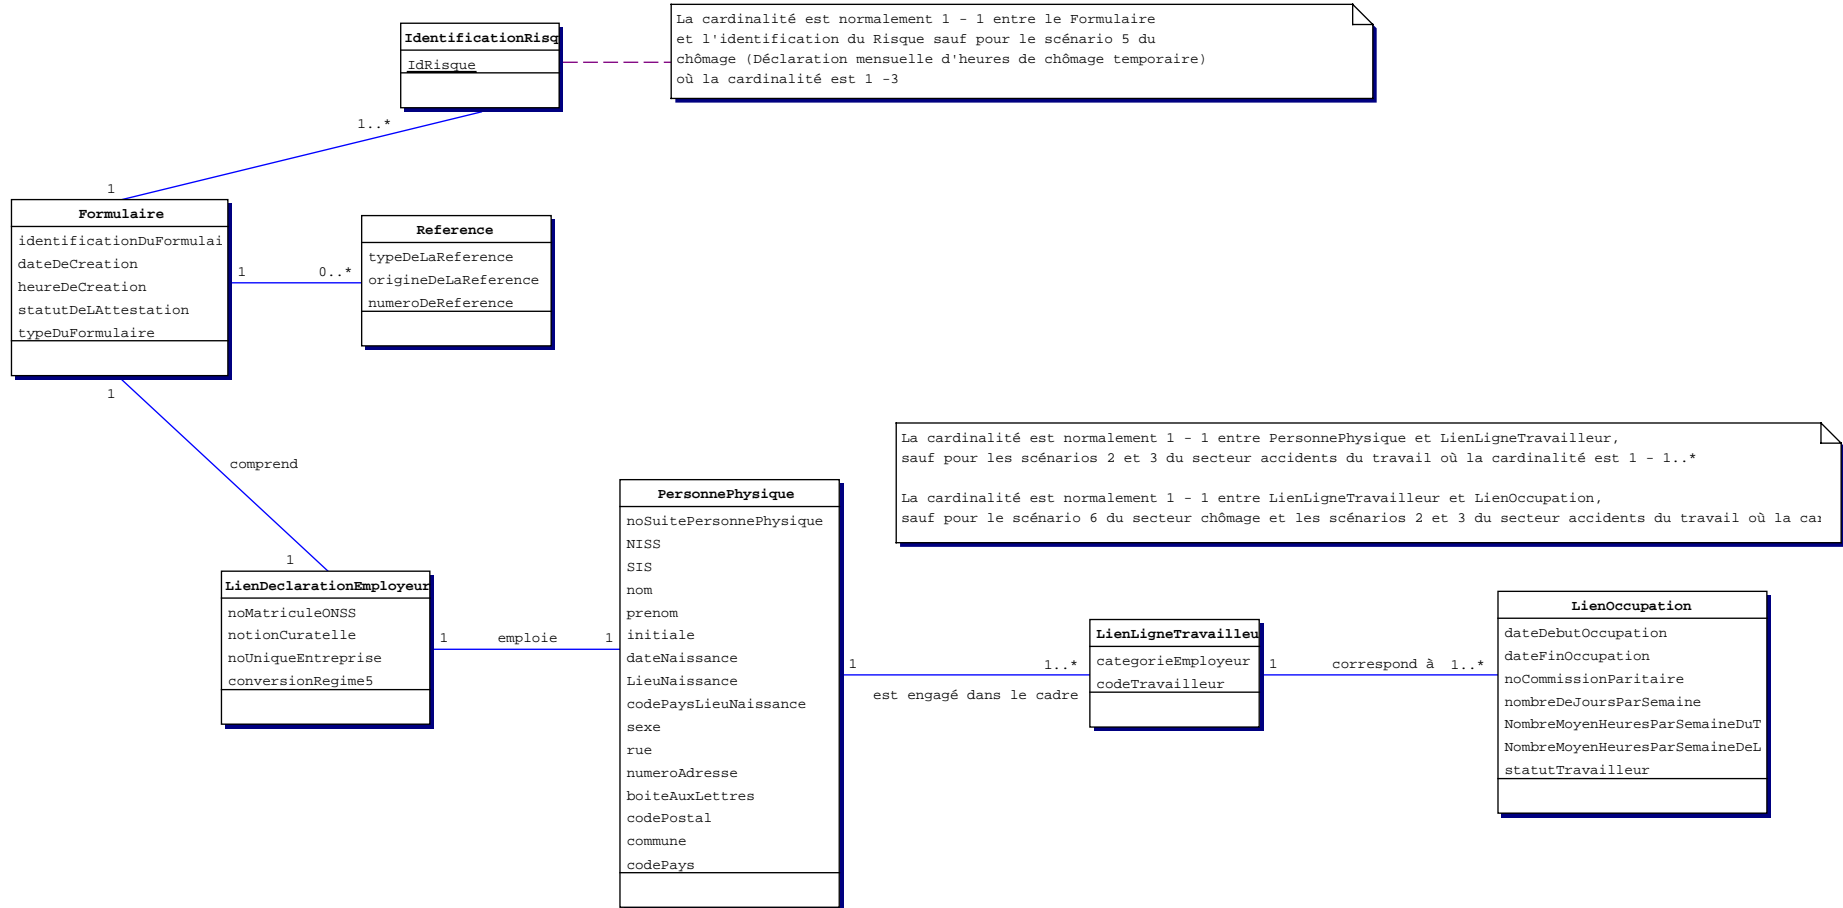 IdentificationRisq
IdRisque
La cardinalité est normalement 1 - 1 entre le Formulaire
et l'identification du Risque sauf pour le scénario 5 du
chômage (Déclaration mensuelle d'heures de chômage temporaire)
où la cardinalité est 1 -3
1..*
1
Formulaire
identificationDuFormulai
dateDeCreation
heureDeCreation
statutDeLAttestation
typeDuFormulaire
1
0..*
Reference
typeDeLaReference
origineDeLaReference
numeroDeReference
1
comprend
1
LienDeclarationEmployeur
noMatriculeONSS
notionCuratelle
noUniqueEntreprise
conversionRegime5
1
emploie
1
PersonnePhysique
noSuitePersonnePhysique
NISS
SIS
nom
prenom
initiale
dateNaissance
LieuNaissance
codePaysLieuNaissance
sexe
rue
numeroAdresse
boiteAuxLettres
codePostal
commune
codePays
La cardinalité est normalement 1 - 1 entre PersonnePhysique et LienLigneTravailleur,
sauf pour les scénarios 2 et 3 du secteur accidents du travail où la cardinalité est 1 - 1..*
La cardinalité est normalement 1 - 1 entre LienLigneTravailleur et LienOccupation,
sauf pour le scénario 6 du secteur chômage et les scénarios 2 et 3 du secteur accidents du travail où la
1
1..*
est engagé dans le cadre
LienLigneTravailleu
categorieEmployeur
codeTravailleur
1
correspond à
1..*
LienOccupation
dateDebutOccupation
dateFinOccupation
noCommissionParitaire
nombreDeJoursParSemaine
NombreMoyenHeuresParSemaineDuT
NombreMoyenHeuresParSemaineDeL
statutTravailleur